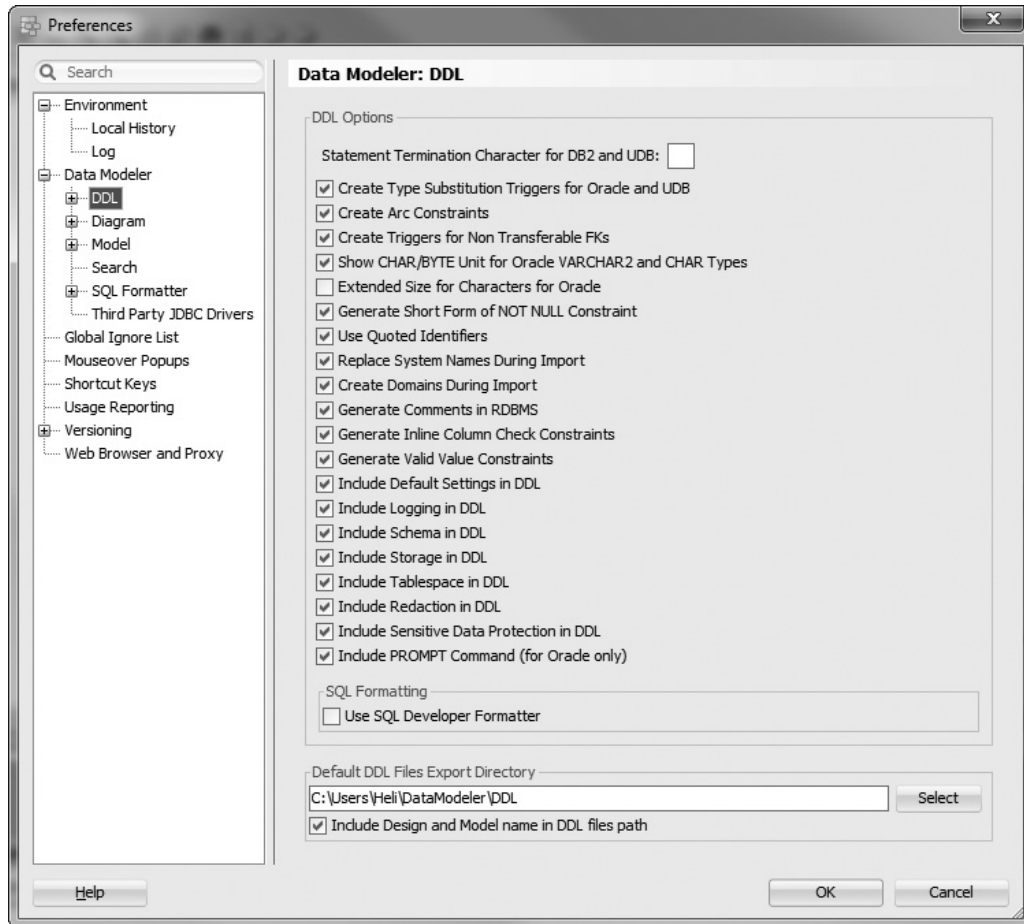 Preferences
x
Search
Environment
Local History
Log
Data Modeler
DDL
Diagram
Model
Search
SQL Formatter
Third Party JDBC Drivers
Global Ignore List
Mouseover Popups
Shortcut Keys
Usage Reporting
Versioning
Web Browser and Proxy
Data Modeler: DDL
DDL Options
Statement Termination Character for DB2 and UDB:
Create Type Substitution Triggers for Oracle and UDB
Create Arc Constraints
Create Triggers for Non Transferable FKs
Show CHAR/BYTE Unit for Oracle VARCHAR2 and CHAR Types
Extended Size for Characters for Oracle
Generate Short Form of NOT NULL Constraint
Use Quoted Identifiers
Replace System Names During Import
Create Domains During Import
Generate Comments in RDBMS
Generate Inline Column Check Constraints
Generate Valid Value Constraints
Include Default Settings in DDL
Include Logging in DDL
Include Schema in DDL
Include Storage in DDL
Include Tablespace in DDL
Include Redaction in DDL
Include Sensitive Data Protection in DDL
Include PROMPT Command (for Oracle only)
SQL Formatting
Use SQL Developer Formatter
Default DDL Files Export Directory
C:\Users\Heli\DataModeler\DDL
Select
Include Design and Model name in DDL files path
Help
OK
Cancel